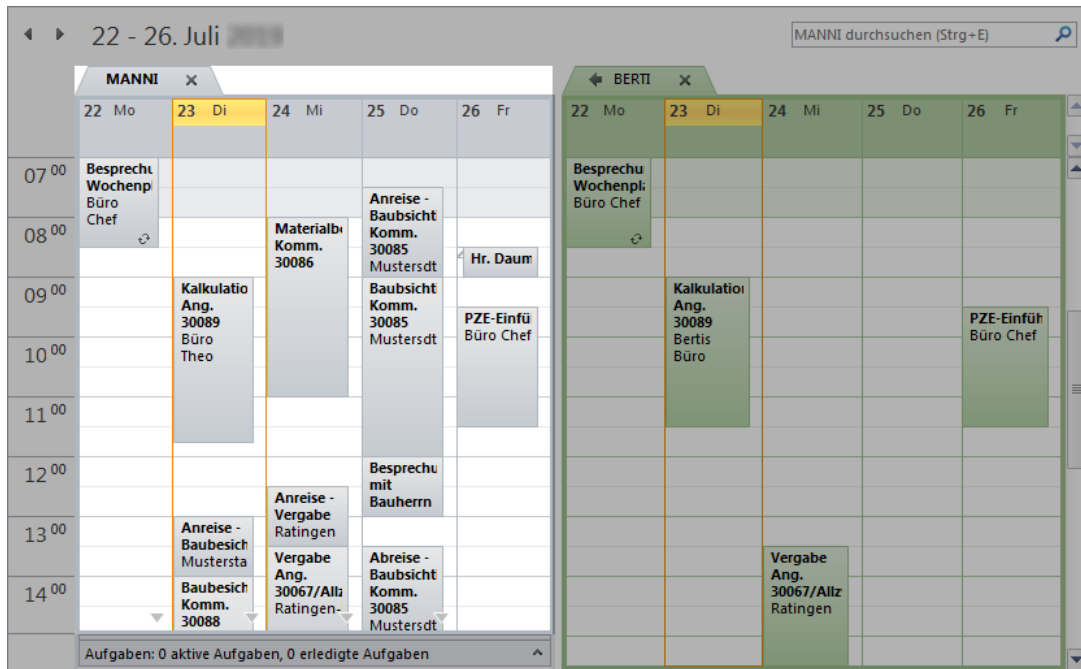 22 - 26. Juli
MANNI durchsuchen (Strg+E)
MANNI
22 Mo
23 Di
24 Mi
25 Do
26 Fr
BERTI
22 Mo
23 Di
24 Mi
25 Do
26 Fr
07 00
08 00
09 00
10 00
11 00
12 00
13 00
14 00
Besprechu
Wochenpl
Büro
Chef
Kalkulatio
Ang.
30089
Büro
Theo
Anreise -
Baubesich
Mustersta
Baubesich
Komm.
30088
Materialb
Komm.
30086
Anreise -
Vergabe
Ratingen
Vergabe
Ang.
30067/Allz
Ratingen-
Anreise -
Baubsichti
Komm.
30085
Mustersdt
Baubsichti
Komm.
30085
Mustersdt
Besprechu
mit
Bauherrn
Abreise -
Baubsichti
Komm.
30085
Mustersdt
Hr. Daum
PZE-Einfü
Büro Chef
Besprechu
Wochenpla
Büro Chef
Kalkulatio
Ang.
30089
Bertis
Büro
Vergabe
Ang.
30067/Allz
Ratingen
PZE-Einfüh
Büro Chef
Aufgaben: 0 aktive Aufgaben, 0 erledigte Aufgaben